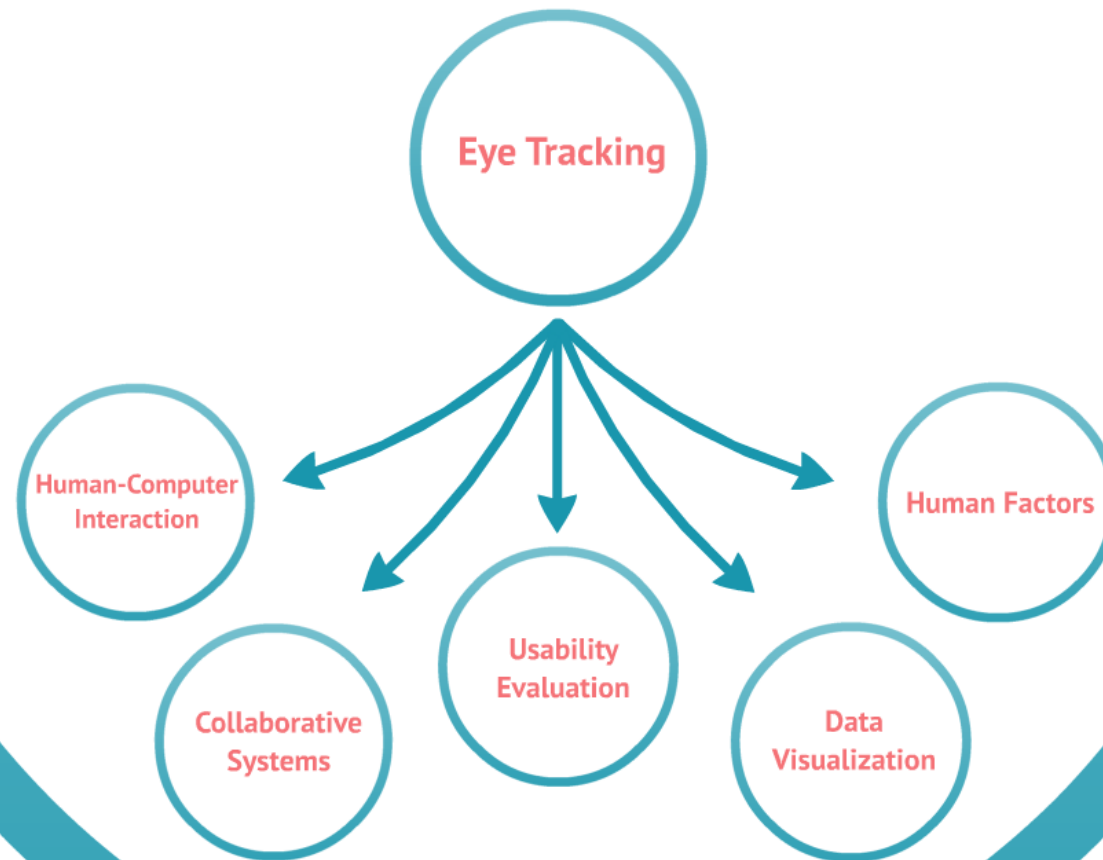 Eye Tracking
Human-Computer
Interaction
Collaborative
Systems
Usability
Evaluation
Data
Visualization
Human Factors